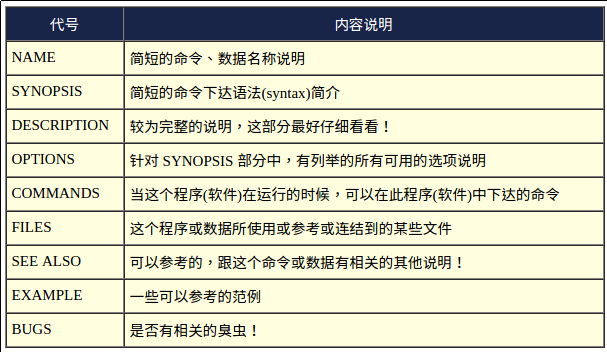 代号 内容说明
NAME 简短的命令、数据名称说明
SYNOPSIS 简短的命令下达语法(syntax)简介
DESCRIPTION 较为完整的说明，这部分最好仔细看看！
OPTIONS 针对 SYNOPSIS 部分中，有列举的所有可用的选项说明
COMMANDS 当这个程序(软件)在运行的时候，可以在此程序(软件)中下达的命令
FILES 这个程序或数据所使用或参考或连结到的某些文件
SEE ALSO 可以参考的，跟这个命令或数据有相关的其他说明！
EXAMPLE 一些可以参考的范例
BUGS 是否有相关的臭虫！